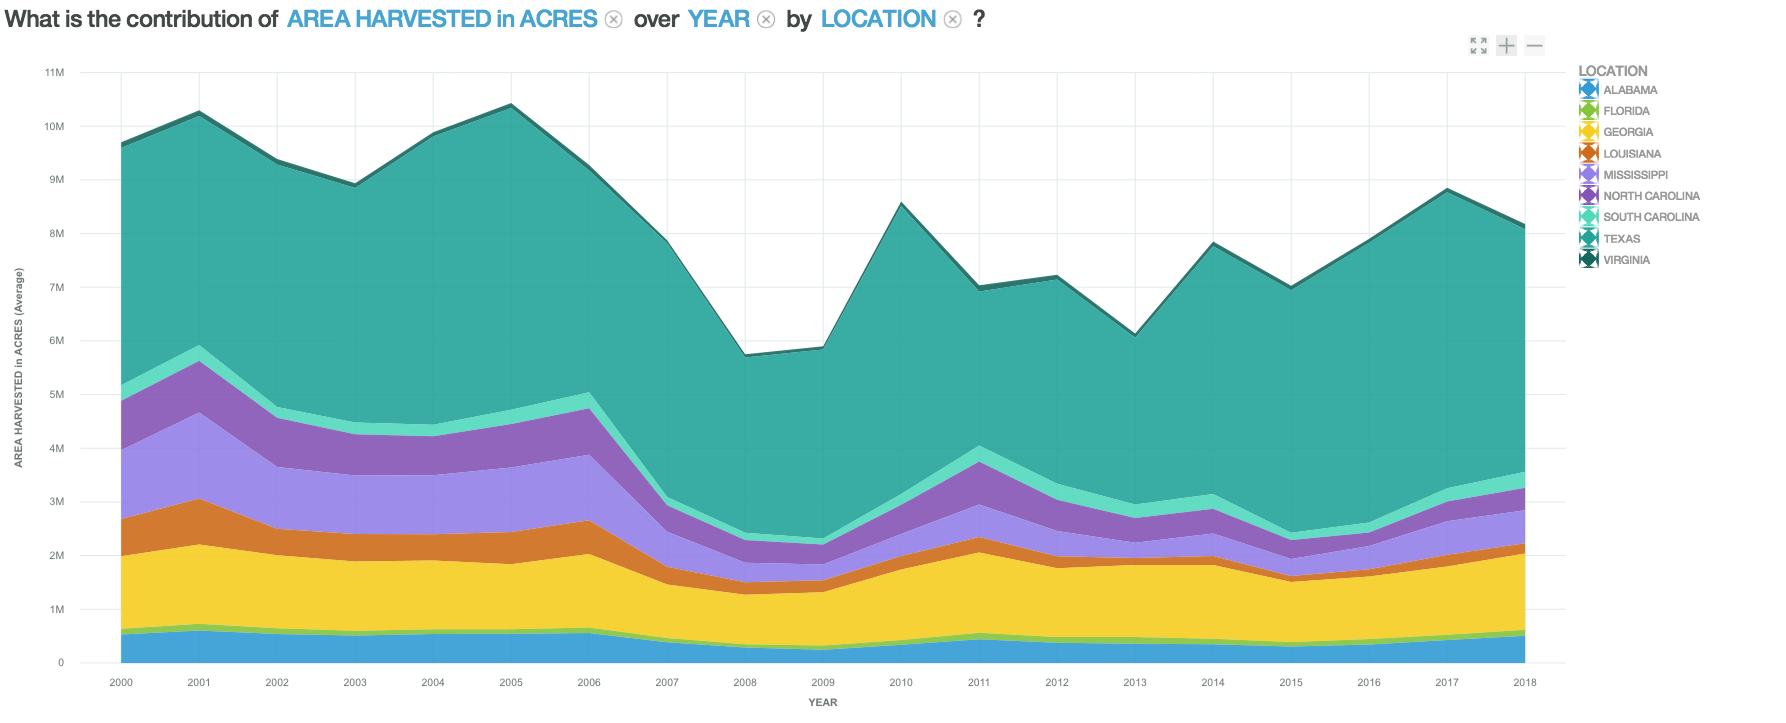 What is the contribution of AREA HARVESTED in ACRES over YEAR by LOCATION ?
LOCATION
ALABAMA
FLORIDA
GEORGIA
LOUISIANA
MISSISSIPPI
NORTH CAROLINA
SOUTH CAROLINA
TEXAS
VIRGINIA
AREA HARVESTED in ACRES (Average)
11M
10M
9M
8M
7M
6M
5M
4M
3M
2M
1M
0
2000 2001 2002 2003 2004 2005 2006 2007 2008 2009 2010 2011 2012 2013 2014 2015 2016 2017 2018
YEAR